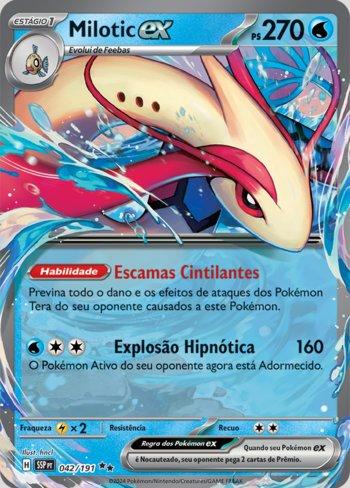 ESTÁGIO 1
Milotic ex
PS 270
Evolui de Feebas
Habilidade Escamas Cintilantes
Previna todo o dano e os efeitos de ataques dos Pokémon
Tera do seu oponente causados a este Pokémon.
Explosão Hipnótica 160
O Pokémon Ativo do seu oponente agora está Adormecido.
Fraqueza ×2 Resistência Recuo
Ilust. hncl
Regra dos Pokémon ex
H SSP PT 042/191
Quando seu Pokémon ex
é Nocauteado, seu oponente pega 2 cartas de Prêmio.
©2024 Pokémon/Nintendo/Creatures/GAME FREAK